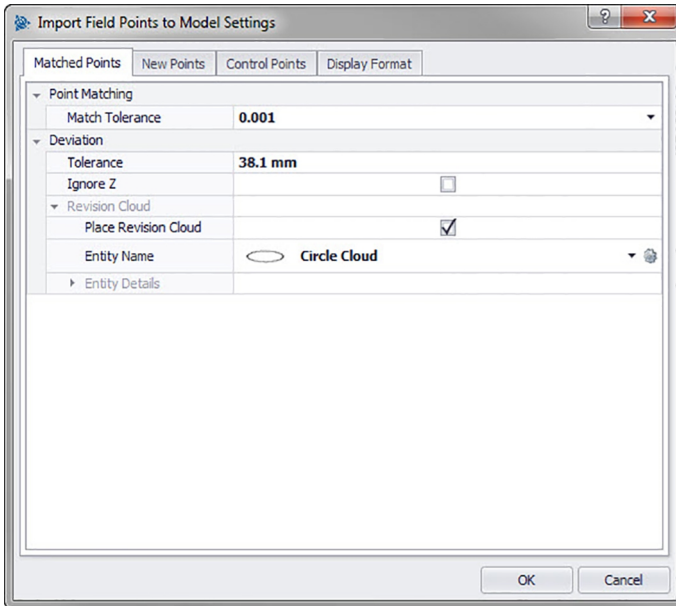 Import Field Points to Model Settings
Matched Points New Points Control Points Display Format
Point Matching
Match Tolerance 0.001
Deviation
Tolerance 38.1 mm
Ignore Z
Revision Cloud
Place Revision Cloud
Entity Name Circle Cloud
Entity Details
OK Cancel